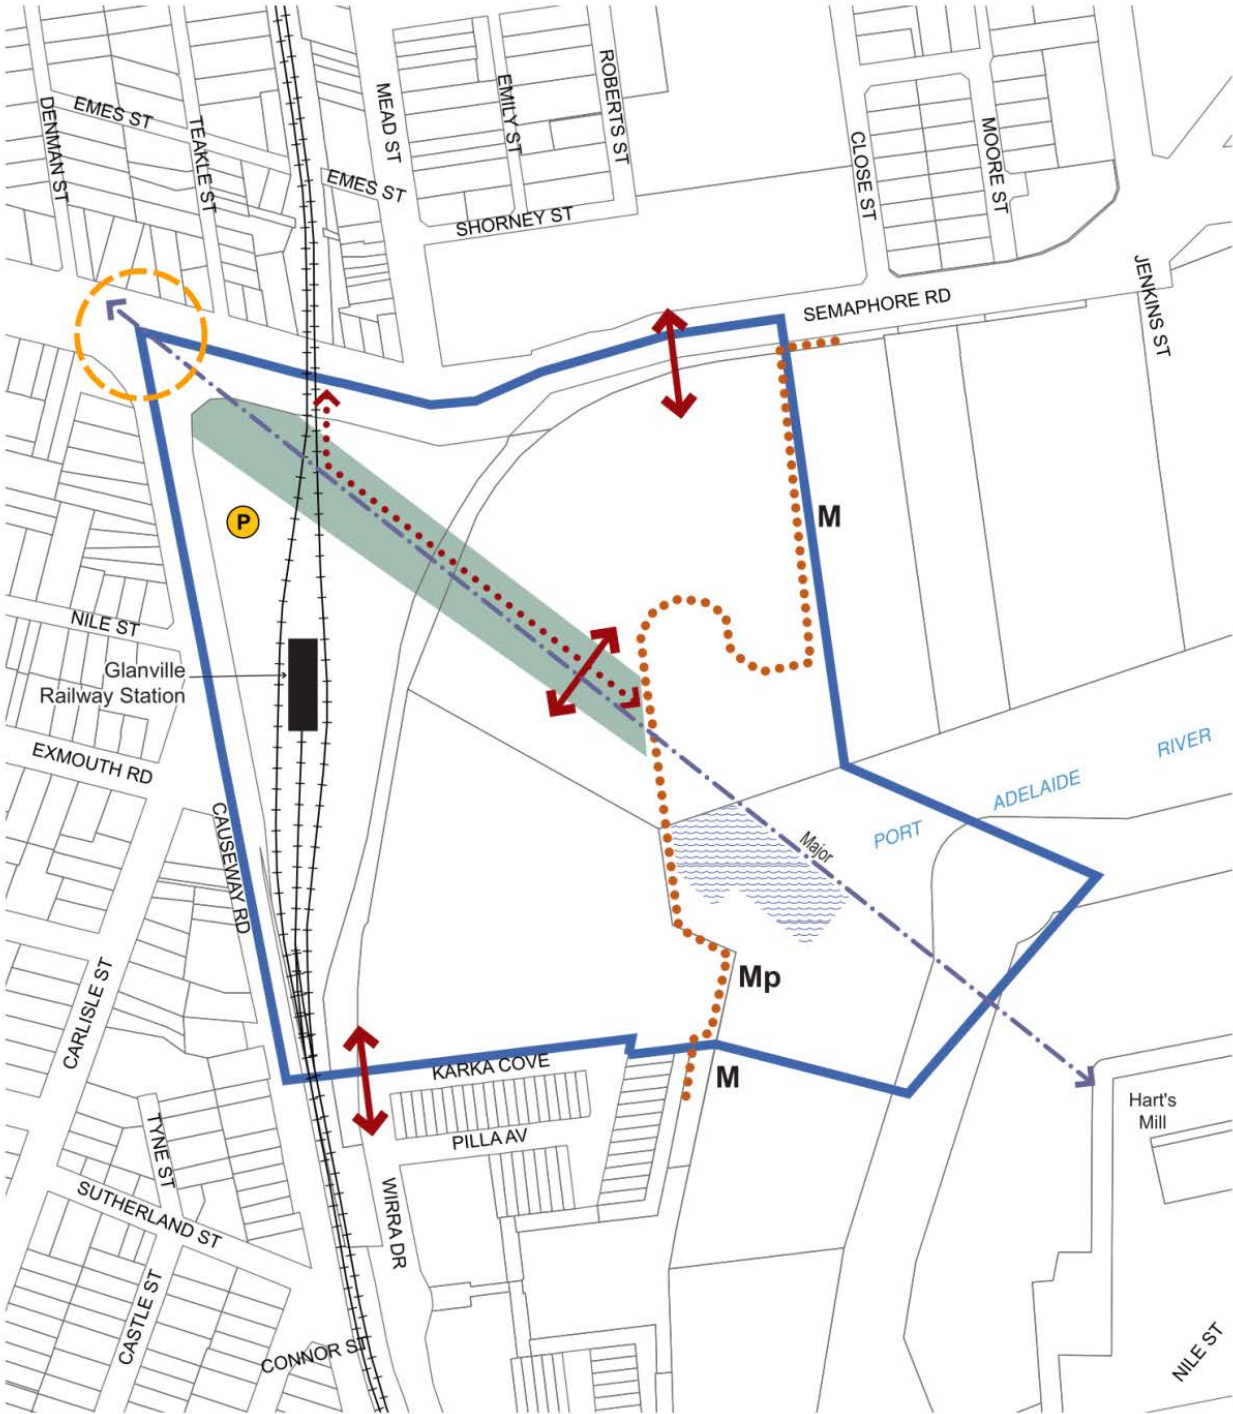 DENMAN ST
EMES ST
TEAKLE ST
MEAD ST
EMES ST
EMILY ST
ROBERTS ST
SHORNEY ST
CLOSE ST
MOORE ST
JENKINS ST
SEMAPHORE RD
M
P
NILE ST
Glanville
Railway Station
EXMOUTH RD
CAUSEWAY RD
PORT
ADELAIDE
RIVER
Major
Mp
CARLISLE ST
KARKA COVE
M
PILLA AV
Hart's
Mill
TYNE ST
SUTHERLAND ST
WIRRA DR
CASTLE ST
CONNOR ST
NILE ST